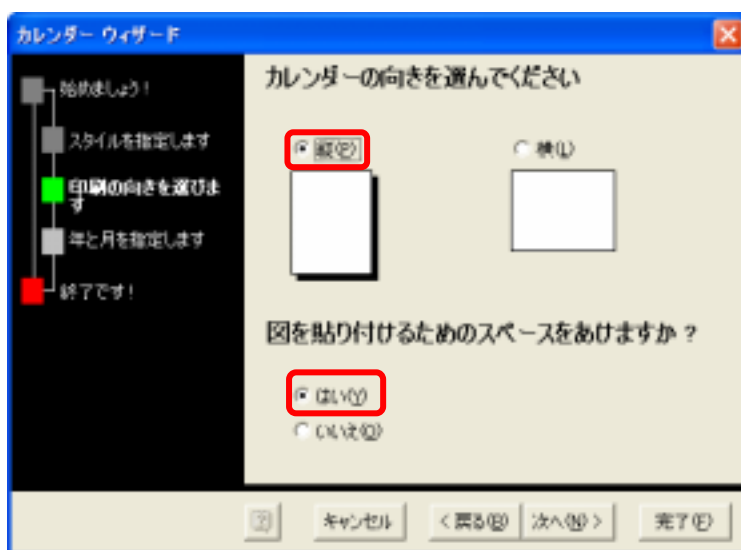 カレンダー ウィザード
始めましょう!
スタイルを指定します
印刷の向きを選びま
す
年と月を指定します
終了です!
カレンダーの向きを選んでください
縦(P) 横(L)
図を貼り付けるためのスペースをあけますか?
はい(Y)
いいえ(O)
キャンセル <戻る(B) 次へ(N)> 完了(F)